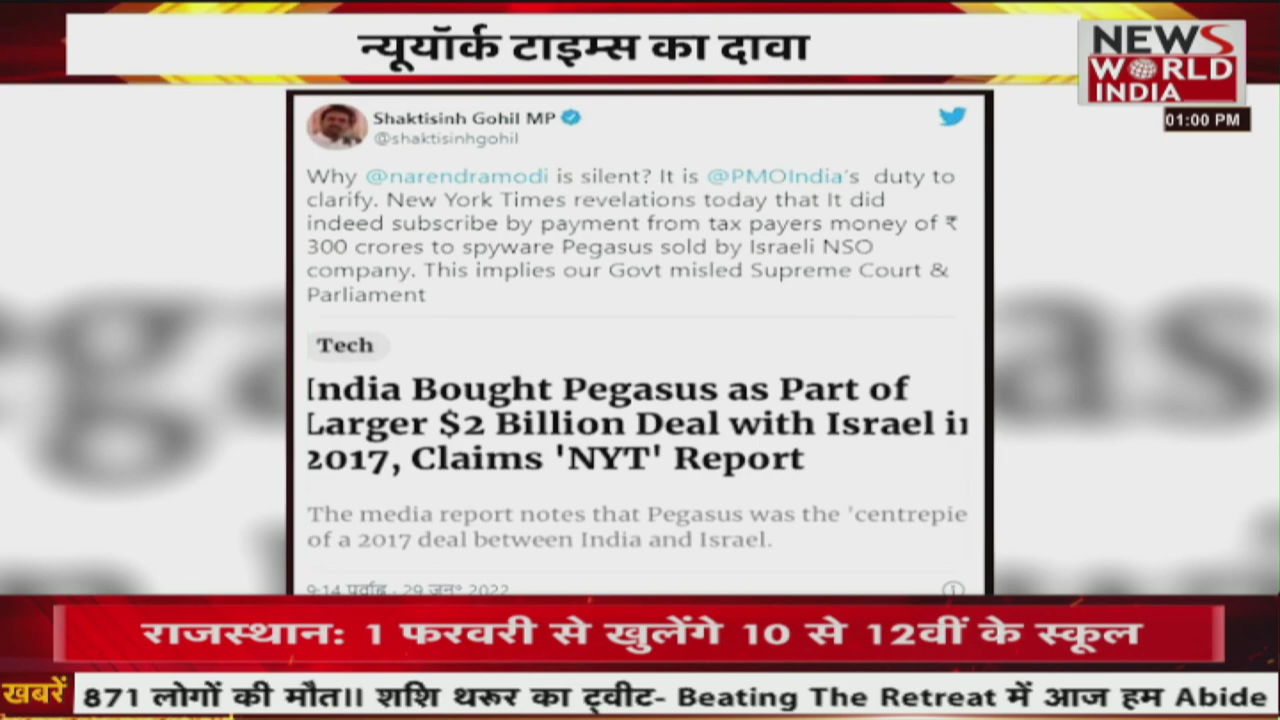 न्यूयॉर्क टाइम्स का दावा
NEWS
WORLD
INDIA
01:00 PM
Shaktisinh Gohil MP
@shaktisinhgohil
Why @narendramodi is silent? It is @PMOIndia's duty to
clarify. New York Times revelations today that It did
indeed subscribe by payment from tax payers money of ₹
300 crores to spyware Pegasus sold by Israeli NSO
company. This implies our Govt misled Supreme Court &
Parliament
Tech
India Bought Pegasus as Part of
Larger $2 Billion Deal with Israel in
2017, Claims 'NYT' Report
The media report notes that Pegasus was the 'centrepie
of a 2017 deal between India and Israel.
9:14 पूर्वाह्न · 29 जन॰ 2022
राजस्थान: 1 फरवरी से खुलेंगे 10 से 12वीं के स्कूल
खबरें 871 लोगों की मौत।। शशि थरूर का ट्वीट- Beating The Retreat में आज हम Abide